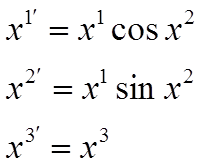 x^{1'} = x^1 cos x^2
x^{2'} = x^1 sin x^2
x^{3'} = x^3